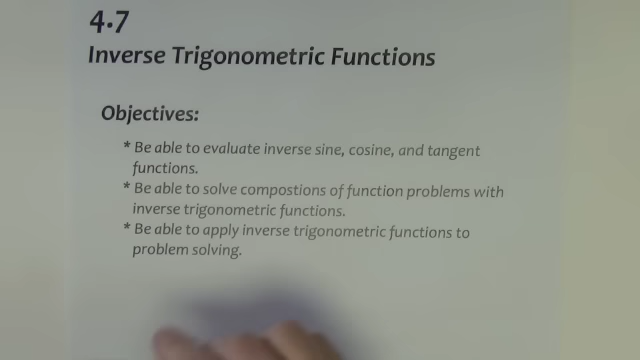 4.7
Inverse Trigonometric Functions
Objectives:
* Be able to evaluate inverse sine, cosine, and tangent
functions.
* Be able to solve compostions of function problems with
inverse trigonometric functions.
* Be able to apply inverse trigonometric functions to
problem solving.